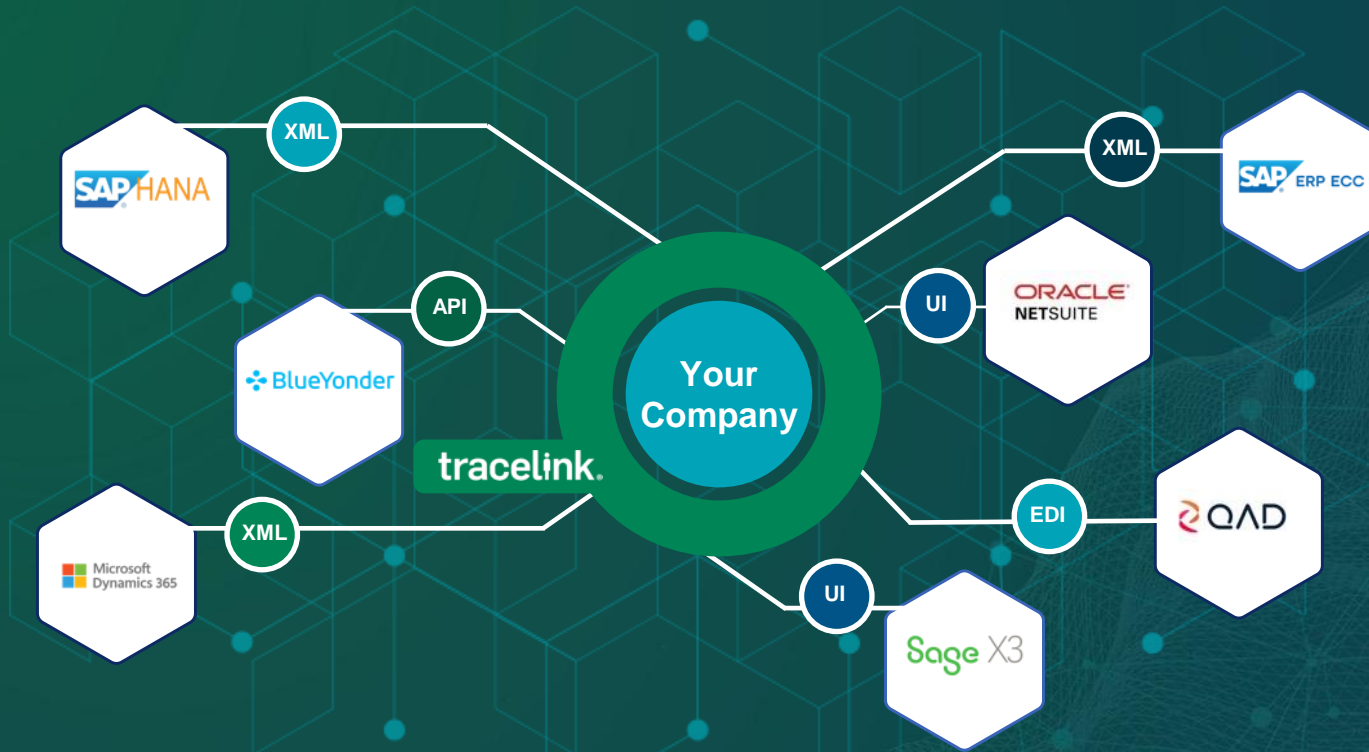 XML
SAP HANA
XML
SAP ERP ECC
API
UI
ORACLE
NETSUITE
BlueYonder
Your
Company
tracelink
XML
Microsoft
Dynamics 365
EDI
QAD
UI
Sage X3